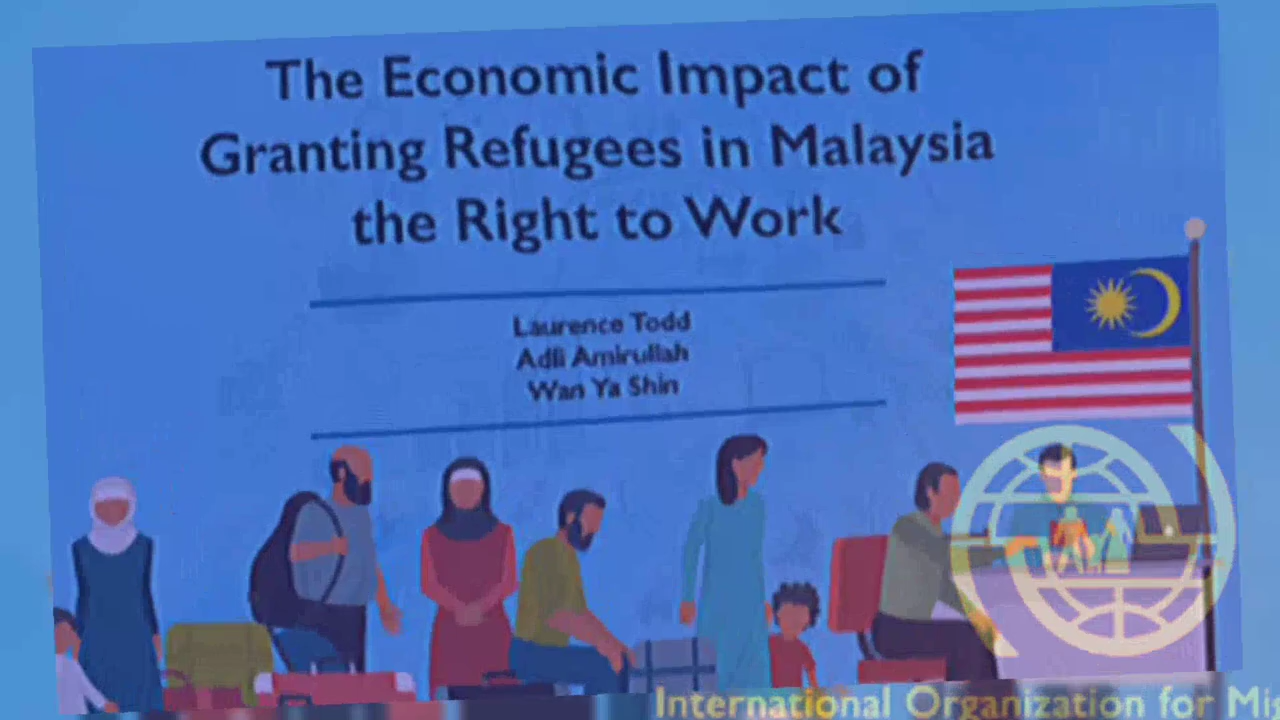 The Economic Impact of
Granting Refugees in Malaysia
the Right to Work
Laurence Todd
Adli Amirullah
Wan Ya Shin
International Organization for Mi